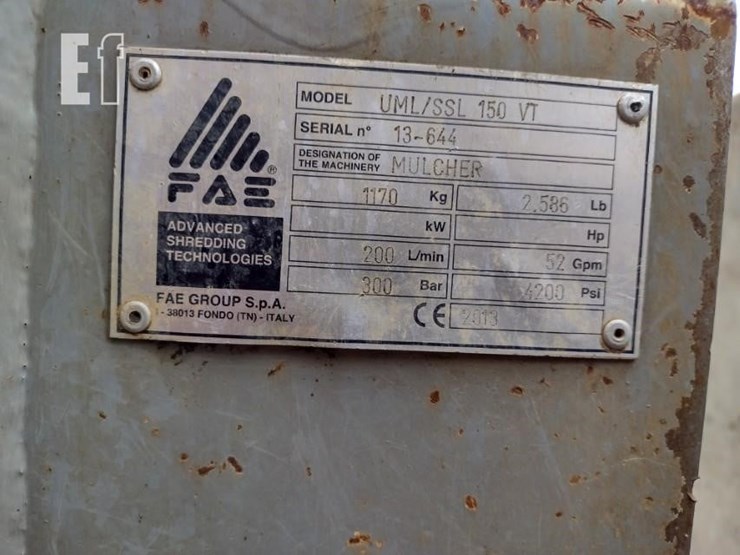 Ef
MODEL UML/SSL 150 VT
SERIAL n° 13-644
DESIGNATION OF THE MACHINERY MULCHER
1170 Kg 2.586 Lb
kW Hp
200 L/min 52 Gpm
300 Bar 4200 Psi
CE 2013
FAE®
ADVANCED
SHREDDING
TECHNOLOGIES
FAE GROUP S.p.A.
I - 38013 FONDO (TN) - ITALY